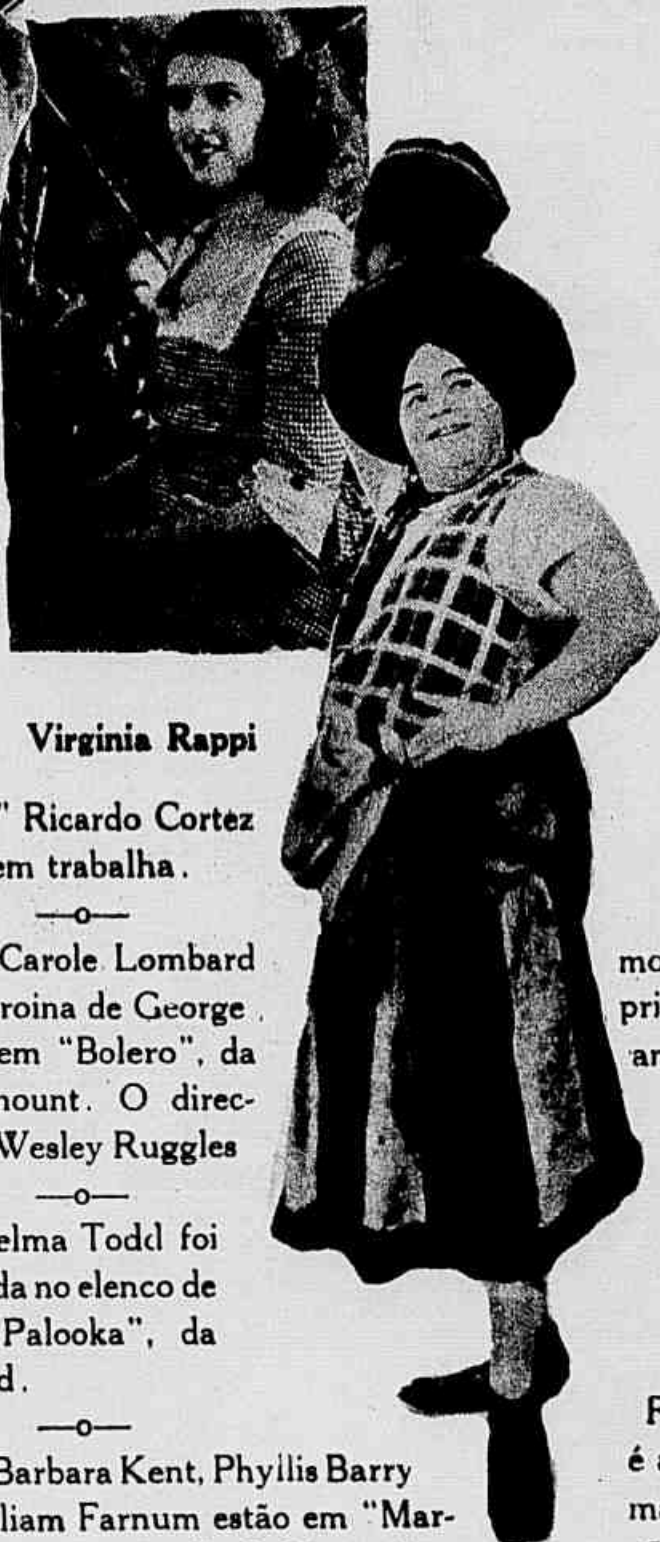 Virginia Rappi
" Ricardo Cortez
em trabalha.
—o—
Carole Lombard
roina de George
em "Bolero", da
nount. O direc-
Wesley Ruggles
—o—
elma Todd foi
da no elenco de
Palooka", da
d.
—o—
Barbara Kent, Phyllis Barry
liam Farnum estão em "Mar-
mo
pri
ar
F
é a
ma